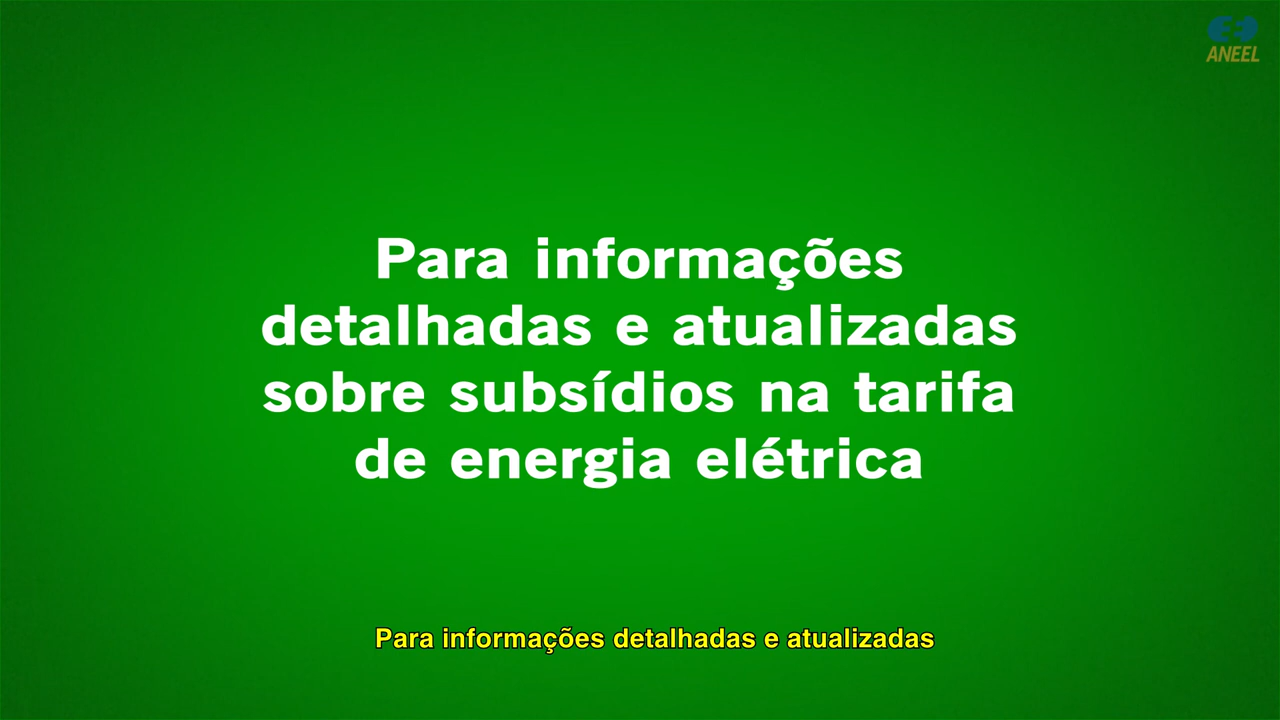 ANEEL
Para informações
detalhadas e atualizadas
sobre subsídios na tarifa
de energia elétrica
Para informações detalhadas e atualizadas